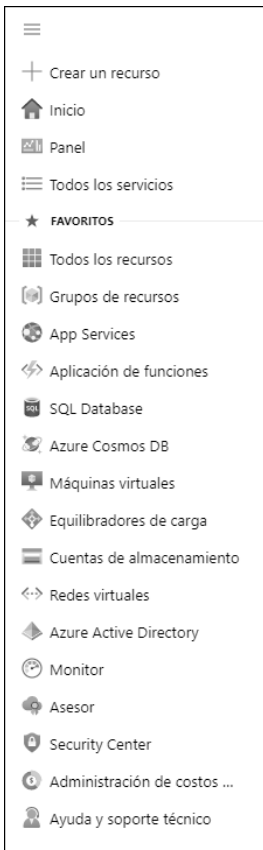 Crear un recurso
Inicio
Panel
Todos los servicios
FAVORITOS
Todos los recursos
Grupos de recursos
App Services
Aplicación de funciones
SQL Database
Azure Cosmos DB
Máquinas virtuales
Equilibradores de carga
Cuentas de almacenamiento
Redes virtuales
Azure Active Directory
Monitor
Asesor
Security Center
Administración de costos ...
Ayuda y soporte técnico